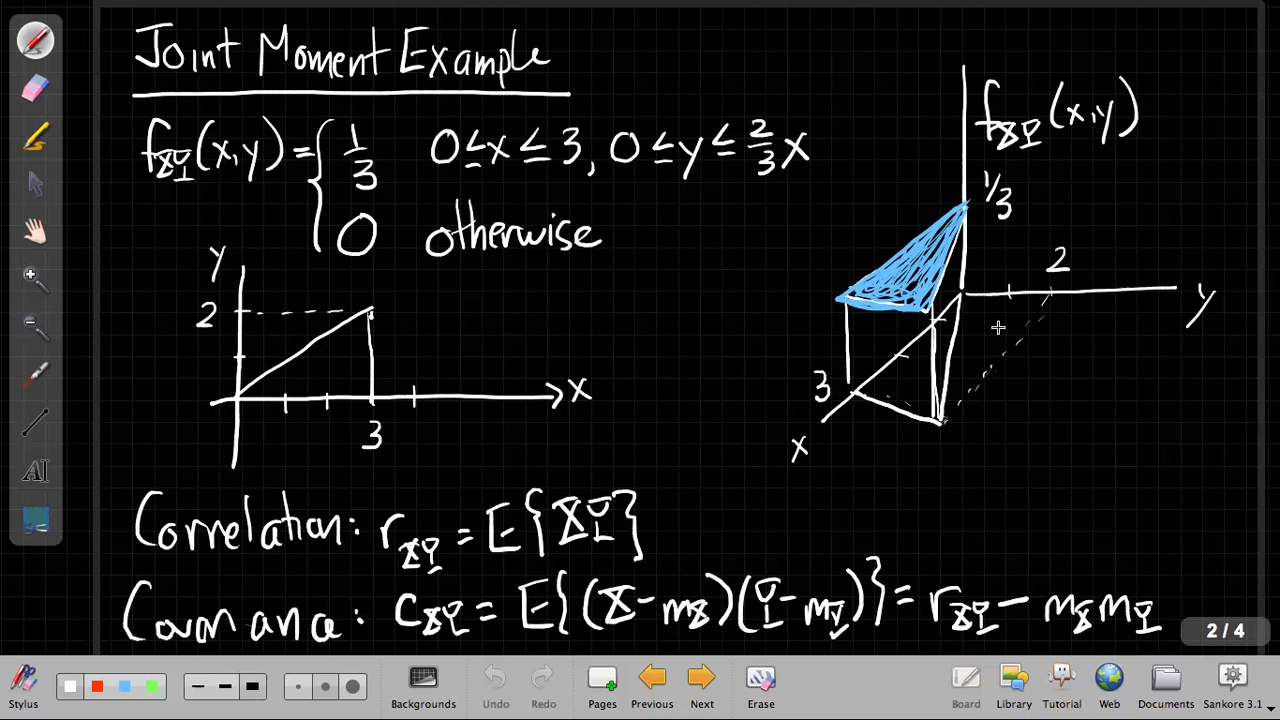 Joint Moment Example
f_XY(x,y) = { 1/3 0 ≤ x ≤ 3, 0 ≤ y ≤ 2/3 x
0 otherwise
y
2
3
x
f_XY(x,y)
1/3
2
y
3
x
Correlation: r_XY = E{XY}
Covariance: c_XY = E{(X-m_X)(Y-m_Y)} = r_XY - m_X m_Y
2 / 4
Stylus Backgrounds Undo Redo Pages Previous Next Erase Board Library Tutorial Web Documents Sankore 3.1